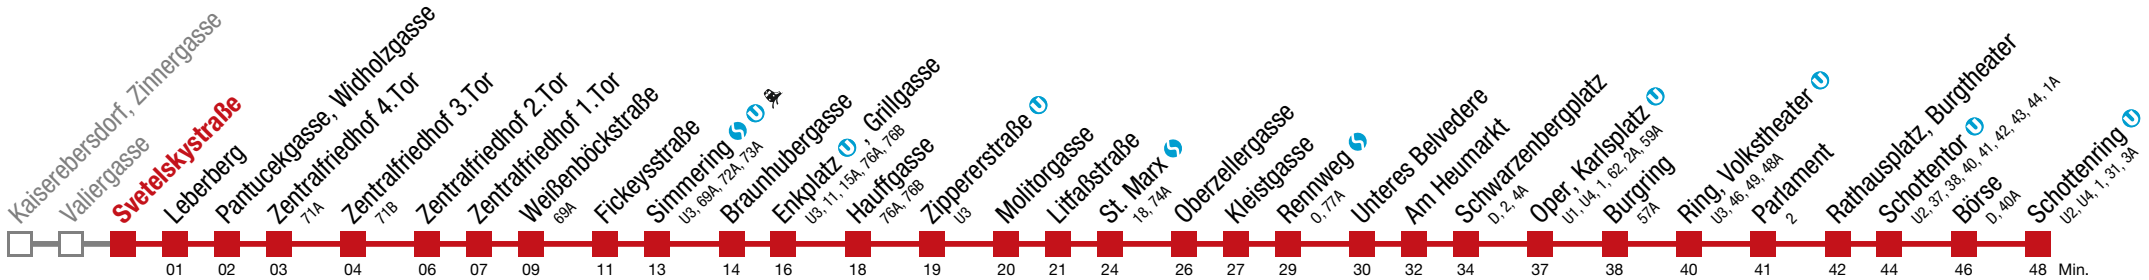 Kaiserebersdorf, Zinnergasse
Valiergasse
Svetelskystraße
Leberberg
Pantucekgasse, Widholzgasse
Zentralfriedhof 4.Tor
71A
Zentralfriedhof 3.Tor
71B
Zentralfriedhof 2.Tor
Zentralfriedhof 1.Tor
Weißenböckstraße
69A
Fickeysstraße
Simmering
U3, 69A, 72A, 73A
Braunhubergasse
Enkplatz U, Grillgasse
U3, 11, 15A, 76A, 76B
Hauffgasse
76A, 76B
Zippererstraße U
U3
Molitorgasse
Litfaßstraße
St. Marx
18, 74A
Oberzellergasse
Kleistgasse
Rennweg
O, 77A
Unteres Belvedere
Am Heumarkt
Schwarzenbergplatz
D, 2, 4A
Oper, Karlsplatz U
U1, U4, 1, 62, 2A, 59A
Burgring
57A
Ring, Volkstheater U
U3, 46, 49, 48A
Parlament
2
Rathausplatz, Burgtheater
Schottentor U
U2, 37, 38, 40, 41, 42, 43, 44, 1A
Börse
D, 40A
Schottenring U
U2, U4, 1, 31, 3A
01 02 03 04 06 07 09 11 13 14 16 18 19 20 21 24 26 27 29 30 32 34 37 38 40 41 42 44 46 48 Min.